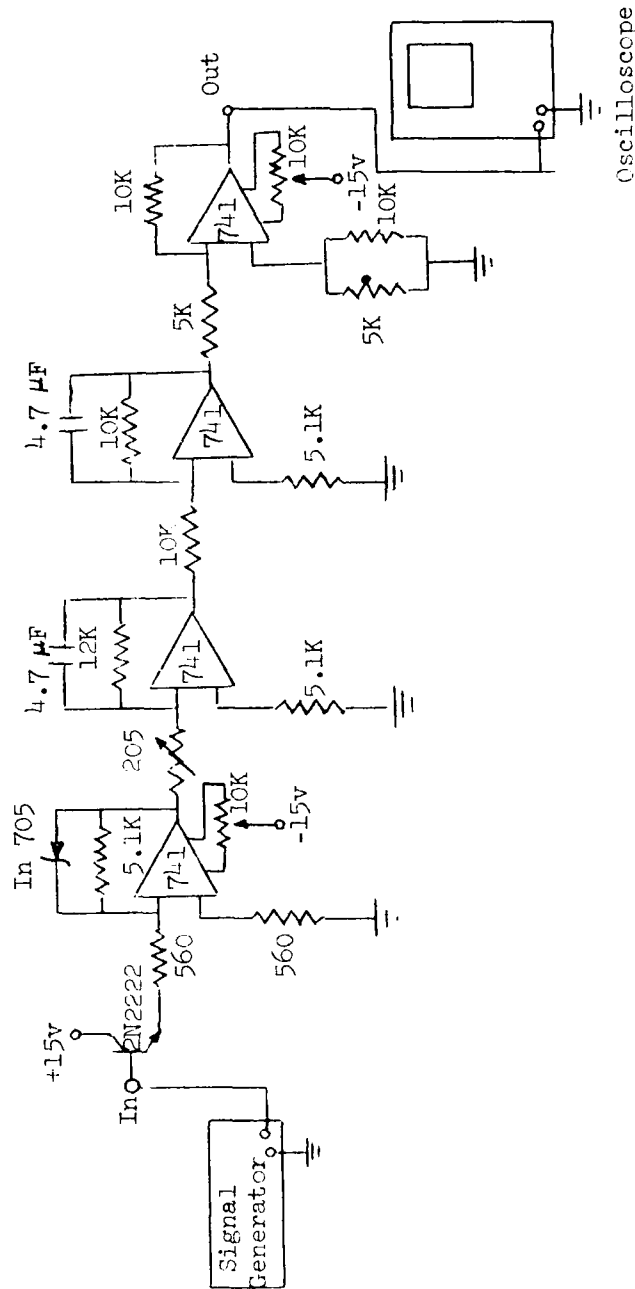 Signal
Generator
In
+15v
2N2222
560
560
In 705
5.1K
741
10K
-15v
205
4.7 µF
12K
741
5.1K
10K
4.7 µF
10K
741
5.1K
5K
10K
741
10K
-15v
5K
10K
Out
Oscilloscope